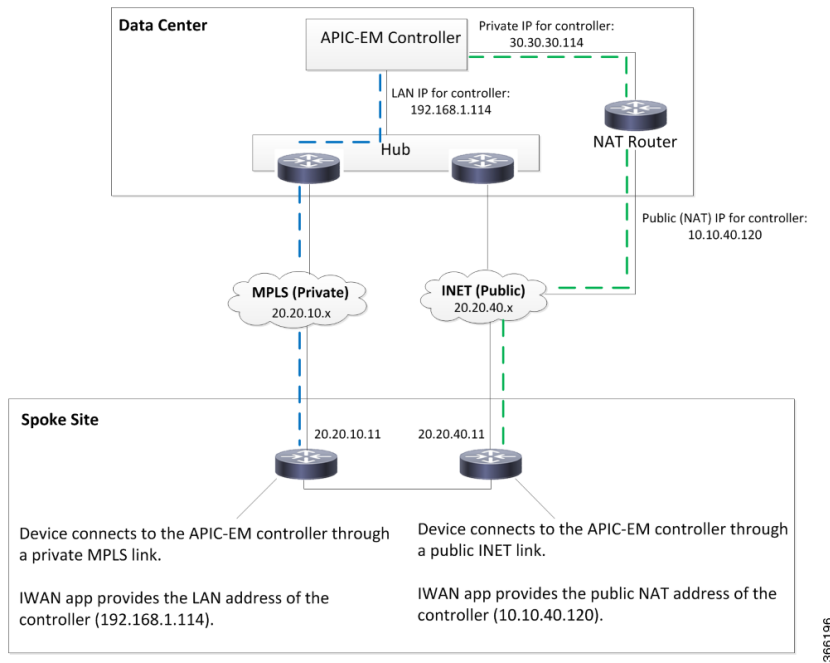 Data Center
APIC-EM Controller
Private IP for controller:
30.30.30.114
LAN IP for controller:
192.168.1.114
NAT Router
Hub
Public (NAT) IP for controller:
10.10.40.120
MPLS (Private)
20.20.10.x
INET (Public)
20.20.40.x
Spoke Site
20.20.10.11
20.20.40.11
Device connects to the APIC-EM controller through
a private MPLS link.
IWAN app provides the LAN address of the
controller (192.168.1.114).
Device connects to the APIC-EM controller through
a public INET link.
IWAN app provides the public NAT address of the
controller (10.10.40.120).
366196